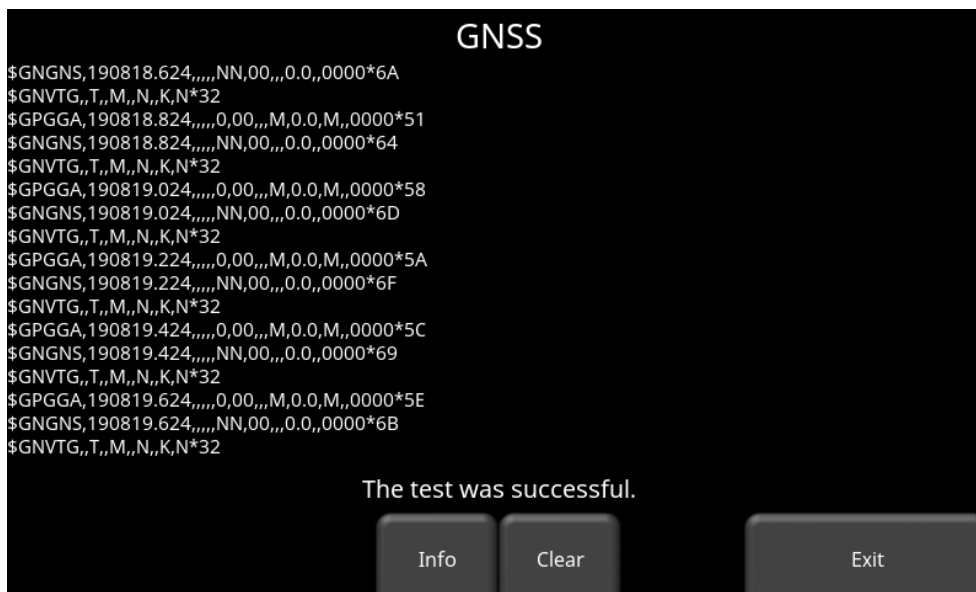 GNSS
$GNGNS,190818.624,,,,,NN,00,,,0.0,,0000*6A
$GNVTG,,T,,M,,N,,K,N*32
$GPGGA,190818.824,,,,,0,00,,,M,0.0,M,,0000*51
$GNGNS,190818.824,,,,,NN,00,,,0.0,,0000*64
$GNVTG,,T,,M,,N,,K,N*32
$GPGGA,190819.024,,,,,0,00,,,M,0.0,M,,0000*58
$GNGNS,190819.024,,,,,NN,00,,,0.0,,0000*6D
$GNVTG,,T,,M,,N,,K,N*32
$GPGGA,190819.224,,,,,0,00,,,M,0.0,M,,0000*5A
$GNGNS,190819.224,,,,,NN,00,,,0.0,,0000*6F
$GNVTG,,T,,M,,N,,K,N*32
$GPGGA,190819.424,,,,,0,00,,,M,0.0,M,,0000*5C
$GNGNS,190819.424,,,,,NN,00,,,0.0,,0000*69
$GNVTG,,T,,M,,N,,K,N*32
$GPGGA,190819.624,,,,,0,00,,,M,0.0,M,,0000*5E
$GNGNS,190819.624,,,,,NN,00,,,0.0,,0000*6B
$GNVTG,,T,,M,,N,,K,N*32
The test was successful.
Info
Clear
Exit